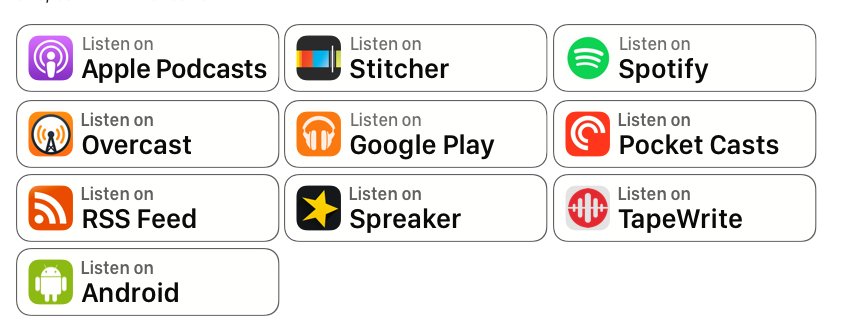 Listen on
Apple Podcasts
Listen on
Stitcher
Listen on
Spotify
Listen on
Overcast
Listen on
Google Play
Listen on
Pocket Casts
Listen on
RSS Feed
Listen on
Spreaker
Listen on
TapeWrite
Listen on
Android